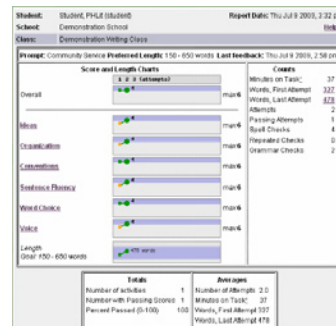 Student: Student, PHLit (student) Report Date: Thu Jul 9 2009, 3:32 p
School: Demonstration School Help
Class: Demonstration Writing Class
Prompt: Community Service Preferred Length: 150 - 650 words Last feedback: Thu Jul 9 2009, 2:58 pm
Score and Length Charts
1 2 3 (attempts)
Overall max6
Ideas max6
Organization max6
Conventions max6
Sentence Fluency max6
Word Choice max6
Voice max6
Length
Goal: 150 - 650 words
478 words
Counts
Minutes on Task: 37
Words, First Attempt 337
Words, Last Attempt 478
Attempts 2
Passing Attempts 1
Spell Checks 4
Repeated Checks 0
Grammar Checks 2
Totals
Number of activities 1
Number with Passing Scores 1
Percent Passed (0-100) 100
Averages
Number of Attempts 2.0
Minutes on Task: 37
Words, First Attempt 337
Words, Last Attempt 478